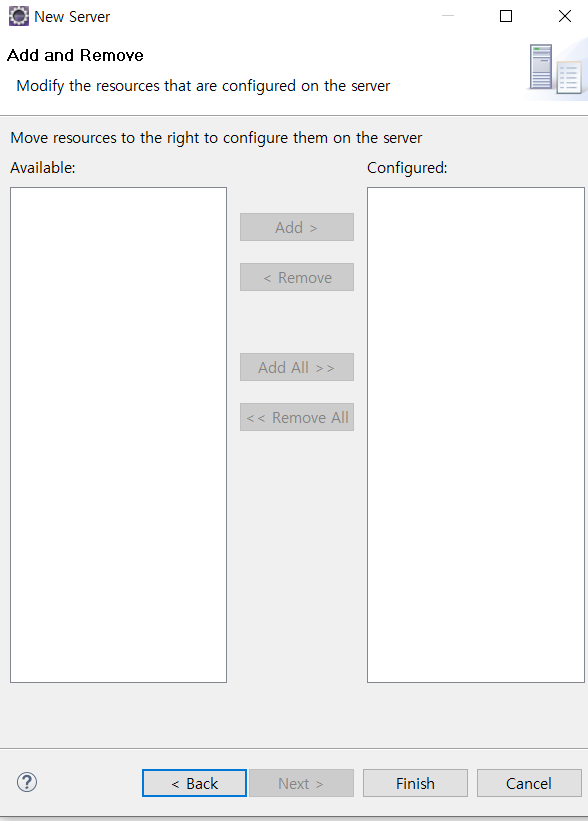 New Server
Add and Remove
Modify the resources that are configured on the server
Move resources to the right to configure them on the server
Available:
Configured:
Add >
< Remove
Add All >>
<< Remove All
?
< Back
Next >
Finish
Cancel